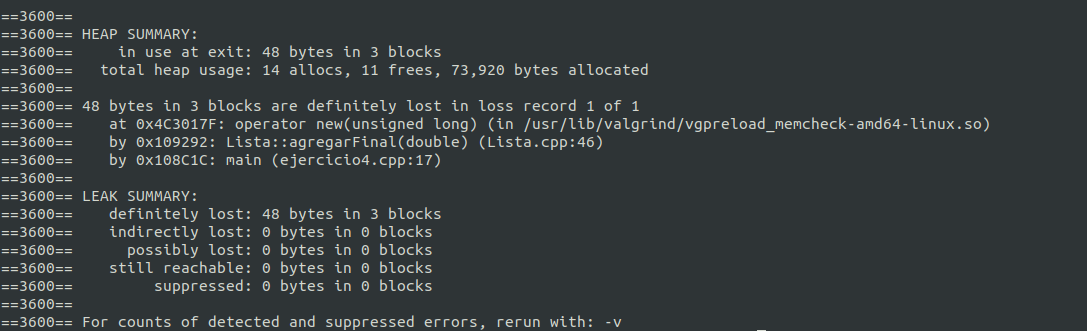 ==3600==
==3600== HEAP SUMMARY:
==3600==     in use at exit: 48 bytes in 3 blocks
==3600==   total heap usage: 14 allocs, 11 frees, 73,920 bytes allocated
==3600==
==3600== 48 bytes in 3 blocks are definitely lost in loss record 1 of 1
==3600==    at 0x4C3017F: operator new(unsigned long) (in /usr/lib/valgrind/vgpreload_memcheck-amd64-linux.so)
==3600==    by 0x109292: Lista::agregarFinal(double) (Lista.cpp:46)
==3600==    by 0x108C1C: main (ejercicio4.cpp:17)
==3600==
==3600== LEAK SUMMARY:
==3600==    definitely lost: 48 bytes in 3 blocks
==3600==    indirectly lost: 0 bytes in 0 blocks
==3600==      possibly lost: 0 bytes in 0 blocks
==3600==    still reachable: 0 bytes in 0 blocks
==3600==         suppressed: 0 bytes in 0 blocks
==3600==
==3600== For counts of detected and suppressed errors, rerun with: -v